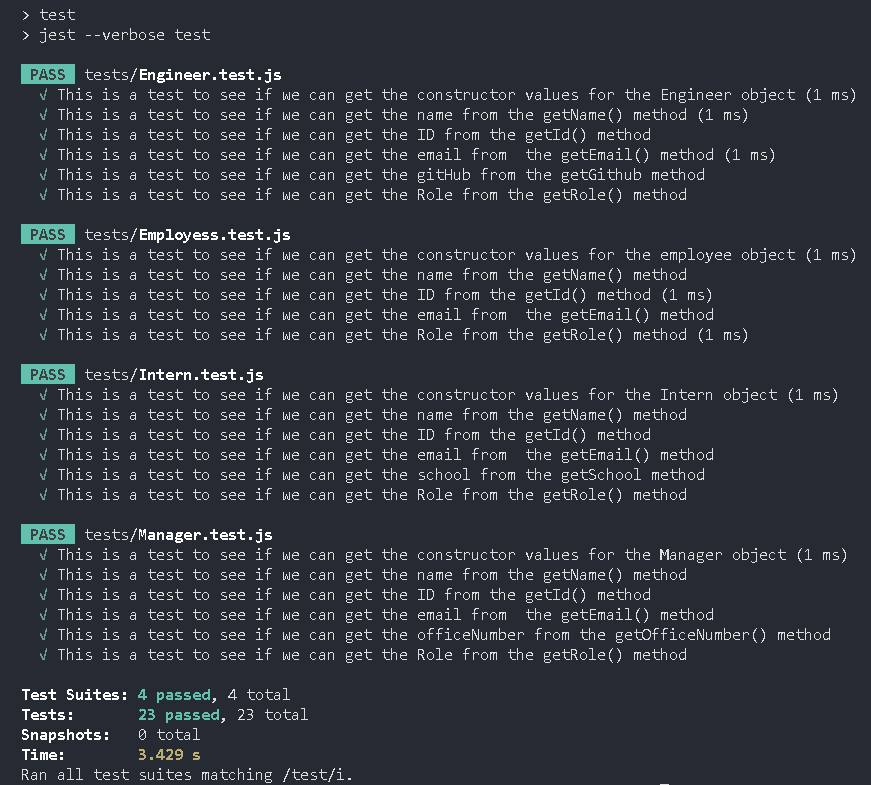 > test
> jest --verbose test
PASS tests/Engineer.test.js
√ This is a test to see if we can get the constructor values for the Engineer object (1 ms)
√ This is a test to see if we can get the name from the getName() method (1 ms)
√ This is a test to see if we can get the ID from the getId() method
√ This is a test to see if we can get the email from  the getEmail() method (1 ms)
√ This is a test to see if we can get the gitHub from the getGithub method
√ This is a test to see if we can get the Role from the getRole() method
PASS tests/Employess.test.js
√ This is a test to see if we can get the constructor values for the employee object (1 ms)
√ This is a test to see if we can get the name from the getName() method
√ This is a test to see if we can get the ID from the getId() method (1 ms)
√ This is a test to see if we can get the email from  the getEmail() method
√ This is a test to see if we can get the Role from the getRole() method (1 ms)
PASS tests/Intern.test.js
√ This is a test to see if we can get the constructor values for the Intern object (1 ms)
√ This is a test to see if we can get the name from the getName() method
√ This is a test to see if we can get the ID from the getId() method
√ This is a test to see if we can get the email from  the getEmail() method
√ This is a test to see if we can get the school from the getSchool method
√ This is a test to see if we can get the Role from the getRole() method
PASS tests/Manager.test.js
√ This is a test to see if we can get the constructor values for the Manager object (1 ms)
√ This is a test to see if we can get the name from the getName() method
√ This is a test to see if we can get the ID from the getId() method
√ This is a test to see if we can get the email from  the getEmail() method
√ This is a test to see if we can get the officeNumber from the getOfficeNumber() method
√ This is a test to see if we can get the Role from the getRole() method
Test Suites: 4 passed, 4 total
Tests: 23 passed, 23 total
Snapshots: 0 total
Time: 3.429 s
Ran all test suites matching /test/i.